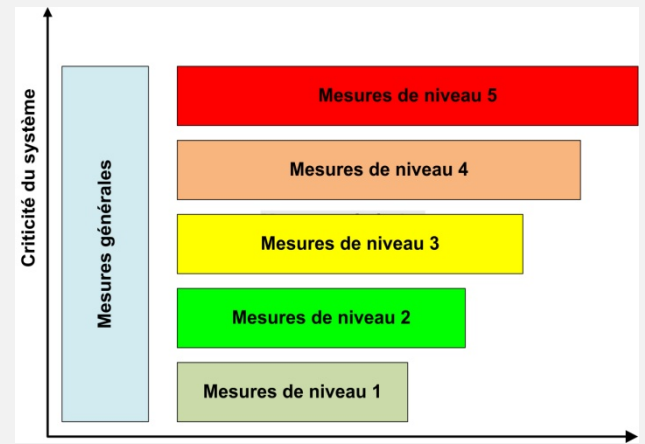 Criticité du système
Mesures générales
Mesures de niveau 5
Mesures de niveau 4
Mesures de niveau 3
Mesures de niveau 2
Mesures de niveau 1